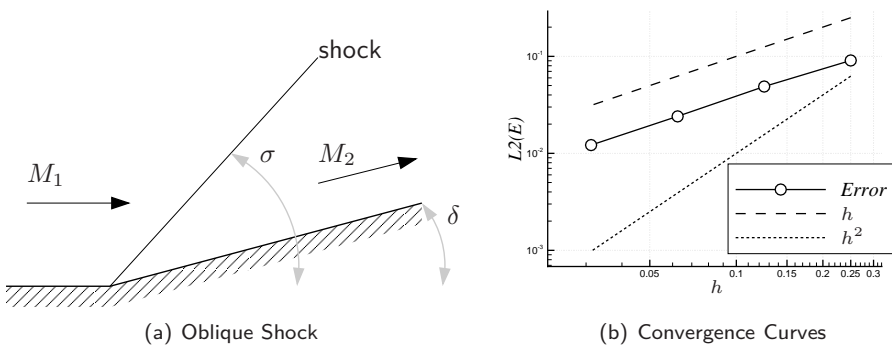 shock
σ
M₂
M₁
δ
(a) Oblique Shock
10⁻¹
10⁻²
10⁻³
L2(E)
Error
h
h²
0.05 0.1 0.15 0.2 0.25 0.3
h
(b) Convergence Curves